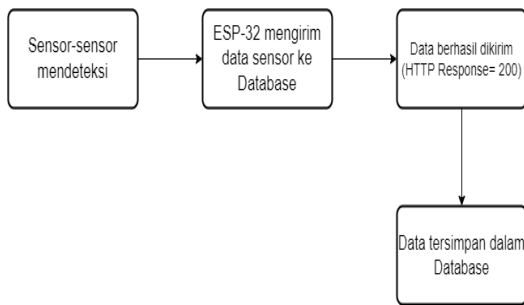 Sensor-sensor
mendeteksi
ESP-32 mengirim
data sensor ke
Database
Data berhasil dikirim
(HTTP Response= 200)
Data tersimpan dalam
Database